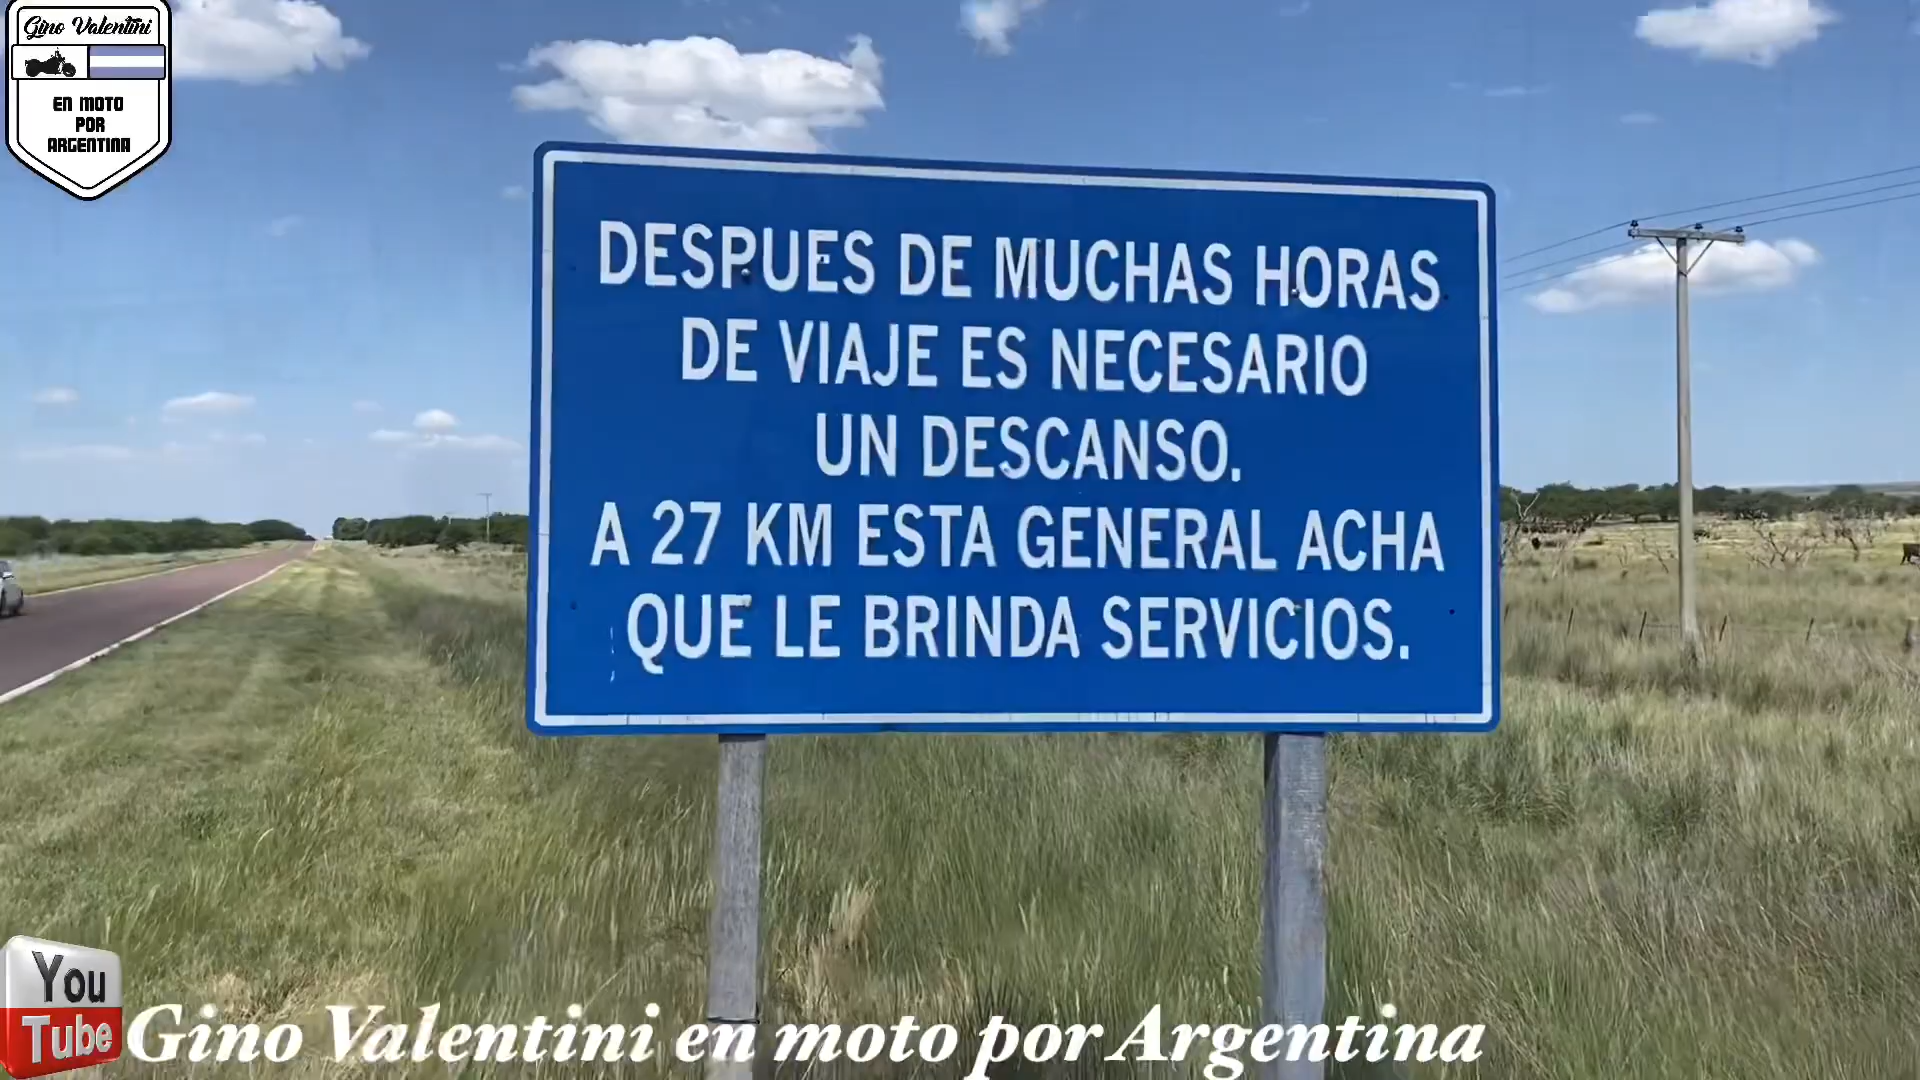 Gino Valentini
EN MOTO
POR
ARGENTINA
DESPUES DE MUCHAS HORAS
DE VIAJE ES NECESARIO
UN DESCANSO.
A 27 KM ESTA GENERAL ACHA
QUE LE BRINDA SERVICIOS.
You
Tube
Gino Valentini en moto por Argentina